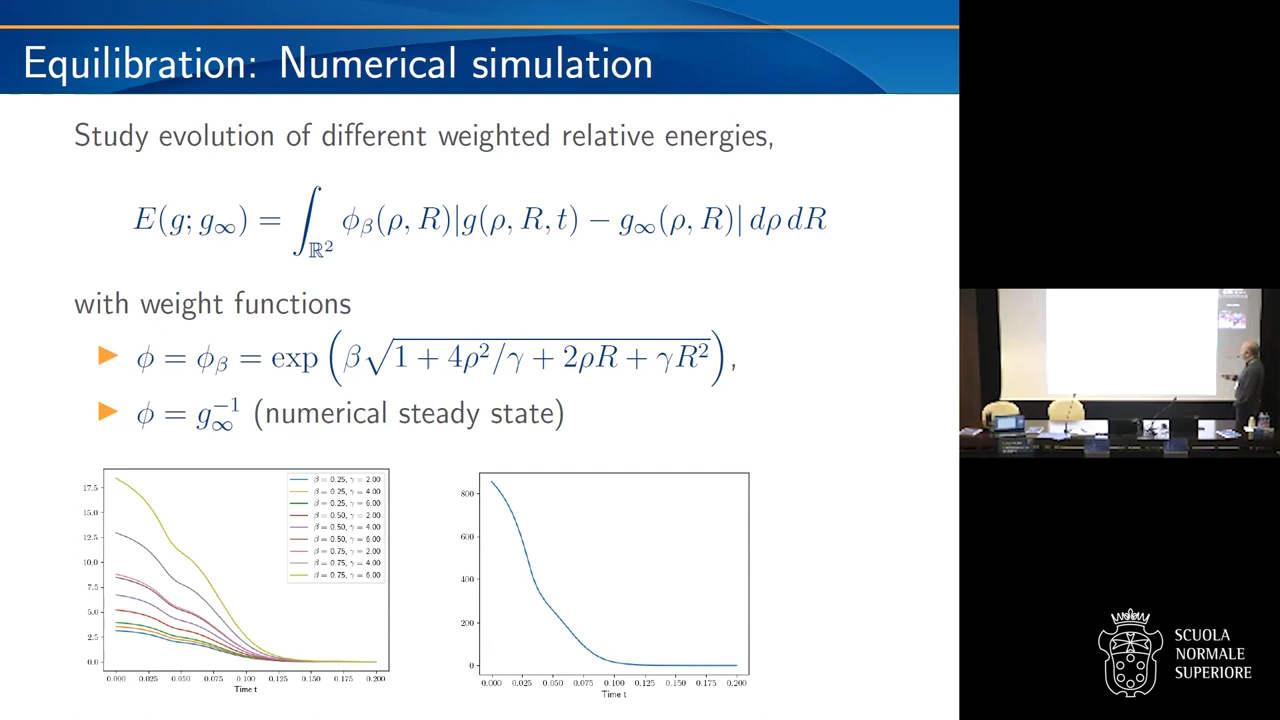 Equilibration: Numerical simulation
Study evolution of different weighted relative energies,
E(g; g∞) = ∫_{ℝ²} ϕ_β(ρ, R)|g(ρ, R, t) − g∞(ρ, R)| dρ dR
with weight functions
▶ ϕ = ϕ_β = exp(β√(1 + 4ρ²/γ + 2ρR + γR²)),
▶ ϕ = g∞⁻¹ (numerical steady state)
17.5
15.0
12.5
10.0
7.5
5.0
2.5
0.0
β = 0.25, γ = 2.00
β = 0.25, γ = 4.00
β = 0.25, γ = 6.00
β = 0.50, γ = 2.00
β = 0.50, γ = 4.00
β = 0.50, γ = 6.00
β = 0.75, γ = 2.00
β = 0.75, γ = 4.00
β = 0.75, γ = 6.00
0.000 0.025 0.050 0.075 0.100 0.125 0.150 0.175 0.200
Time t
800
600
400
200
0
0.000 0.025 0.050 0.075 0.100 0.125 0.150 0.175 0.200
Time t
SCUOLA
NORMALE
SUPERIORE